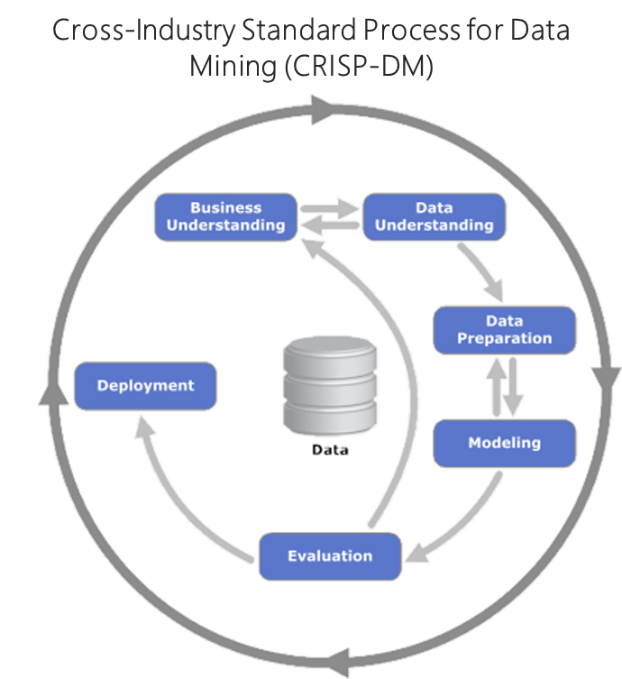 Cross-Industry Standard Process for Data
Mining (CRISP-DM)
Business
Understanding
Data
Understanding
Data
Preparation
Deployment
Modeling
Data
Evaluation